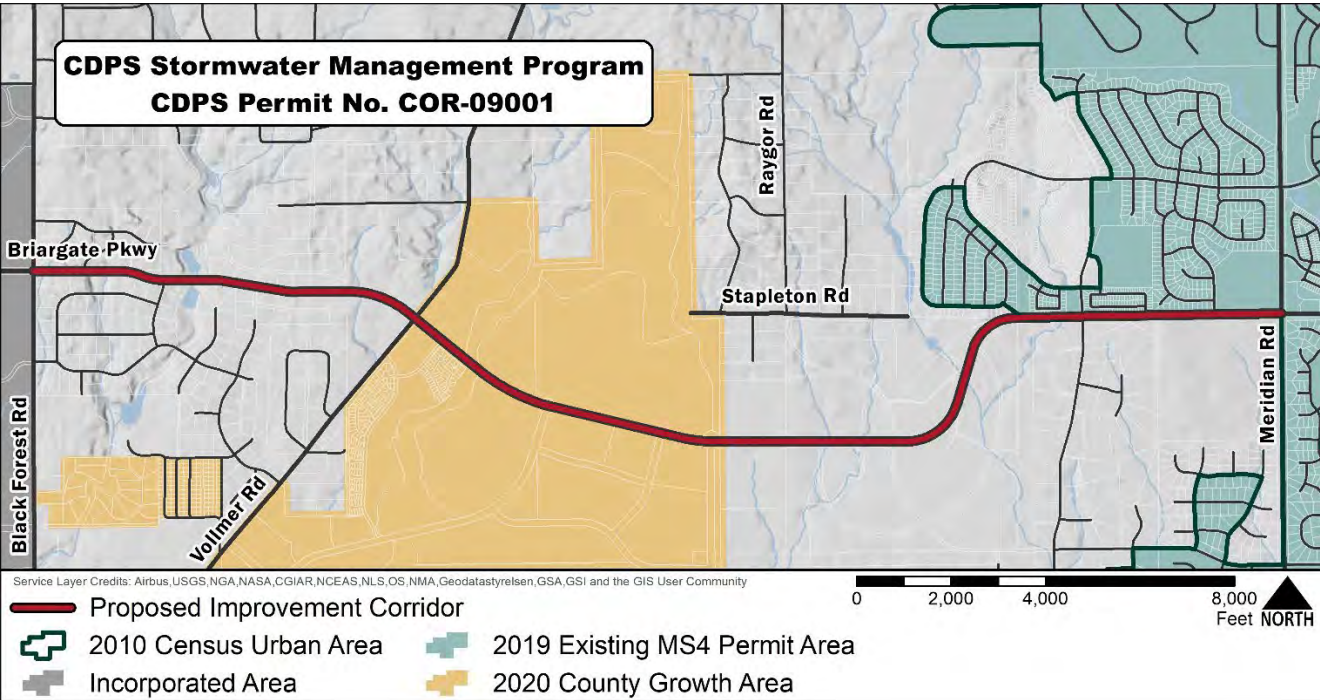 CDPS Stormwater Management Program
CDPS Permit No. COR-09001
Raygor Rd
Briargate Pkwy
Stapleton Rd
Meridian Rd
Black Forest Rd
Vollmer Rd
Service Layer Credits: Airbus,USGS,NGA,NASA,CGIAR,NCEAS,NLS,OS,NMA,Geodatastyrelsen,GSA,GSI and the GIS User Community
0 2,000 4,000 8,000
Feet NORTH
Proposed Improvement Corridor
2010 Census Urban Area
2019 Existing MS4 Permit Area
Incorporated Area
2020 County Growth Area